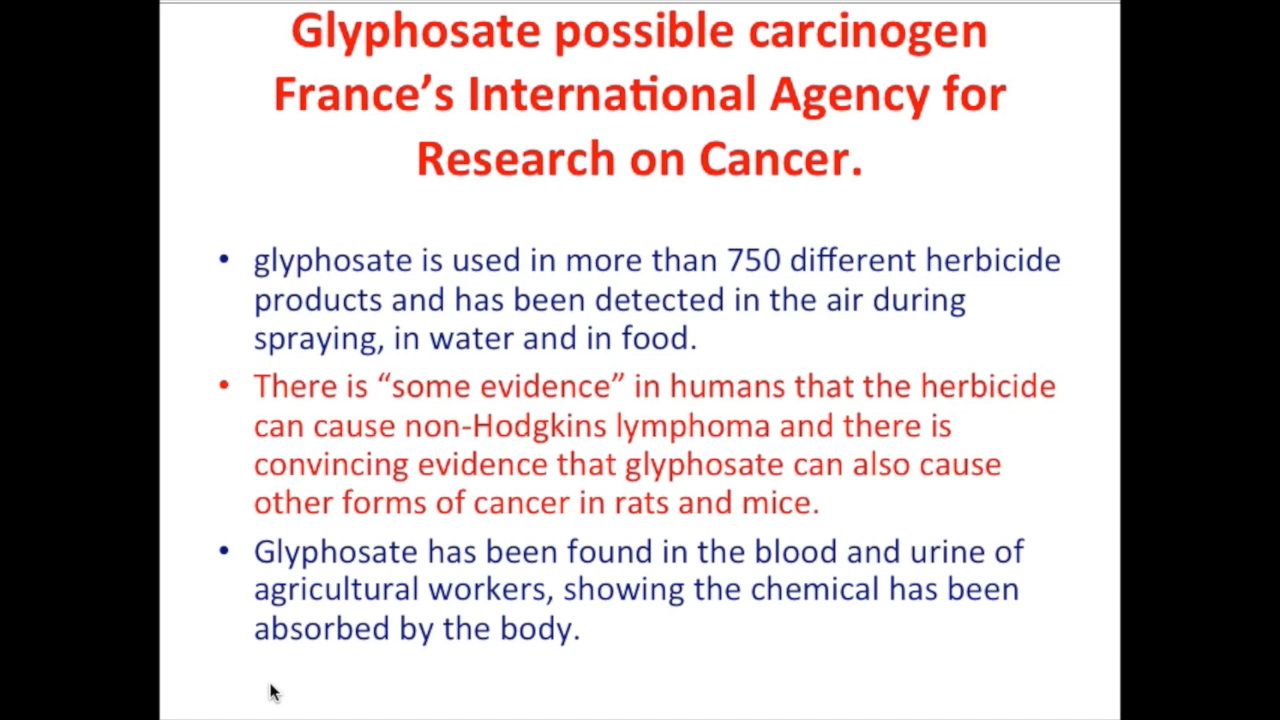 Glyphosate possible carcinogen
France’s International Agency for
Research on Cancer.
• glyphosate is used in more than 750 different herbicide
products and has been detected in the air during
spraying, in water and in food.
• There is “some evidence” in humans that the herbicide
can cause non-Hodgkins lymphoma and there is
convincing evidence that glyphosate can also cause
other forms of cancer in rats and mice.
• Glyphosate has been found in the blood and urine of
agricultural workers, showing the chemical has been
absorbed by the body.